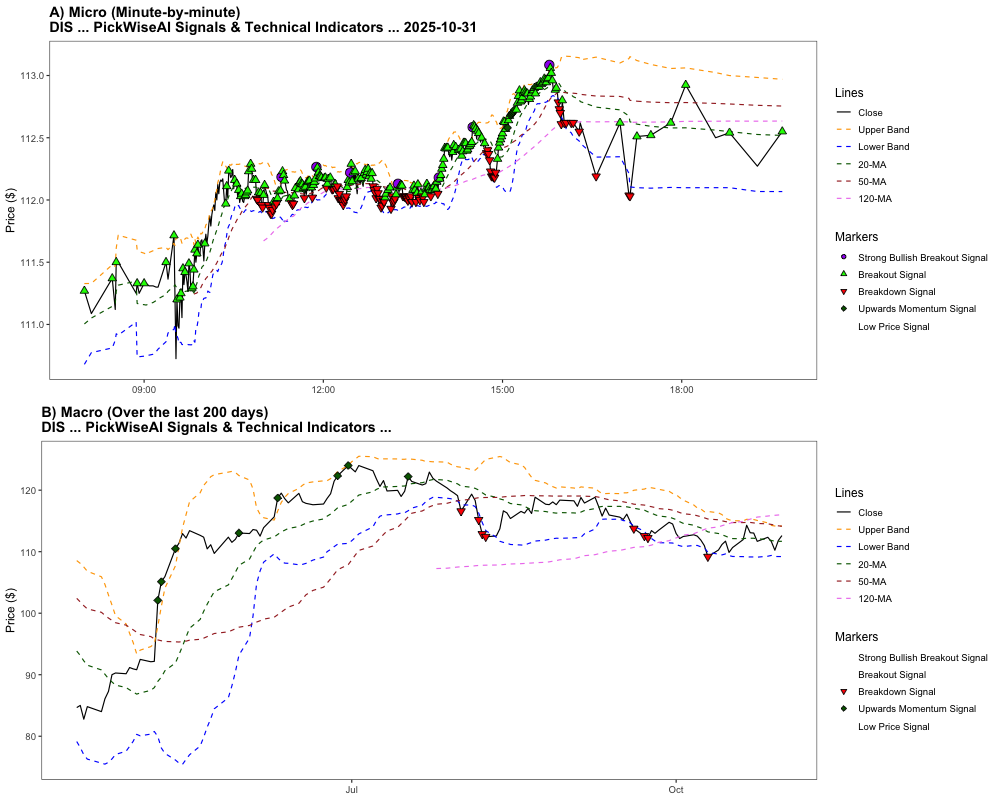 A) Micro (Minute-by-minute)
DIS ... PickWiseAI Signals & Technical Indicators ... 2025-10-31
Price ($)
113.0
112.5
112.0
111.5
111.0
09:00
12:00
15:00
18:00
Lines
Close
Upper Band
Lower Band
20-MA
50-MA
120-MA
Markers
Strong Bullish Breakout Signal
Breakout Signal
Breakdown Signal
Upwards Momentum Signal
Low Price Signal
B) Macro (Over the last 200 days)
DIS ... PickWiseAI Signals & Technical Indicators ...
Price ($)
120
110
100
90
80
Jul
Oct
Lines
Close
Upper Band
Lower Band
20-MA
50-MA
120-MA
Markers
Strong Bullish Breakout Signal
Breakout Signal
Breakdown Signal
Upwards Momentum Signal
Low Price Signal